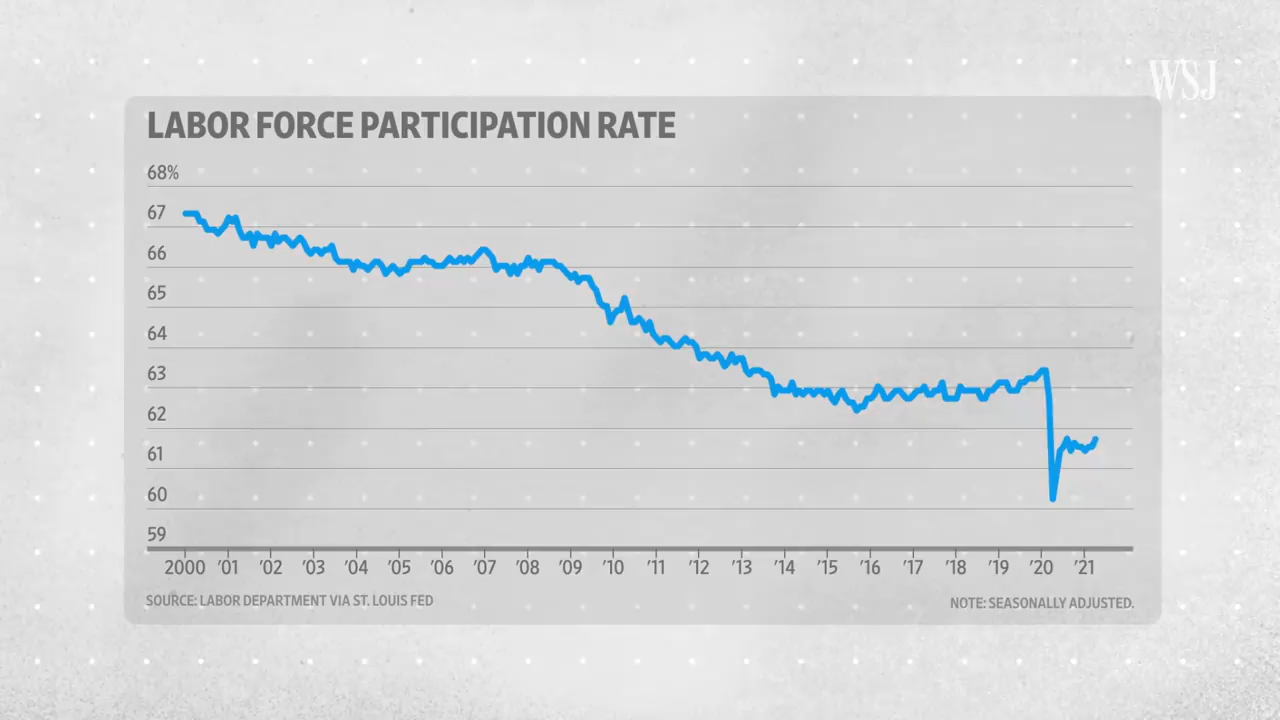 WSJ
LABOR FORCE PARTICIPATION RATE
68%
67
66
65
64
63
62
61
60
59
2000 '01 '02 '03 '04 '05 '06 '07 '08 '09 '10 '11 '12 '13 '14 '15 '16 '17 '18 '19 '20 '21
SOURCE: LABOR DEPARTMENT VIA ST. LOUIS FED
NOTE: SEASONALLY ADJUSTED.